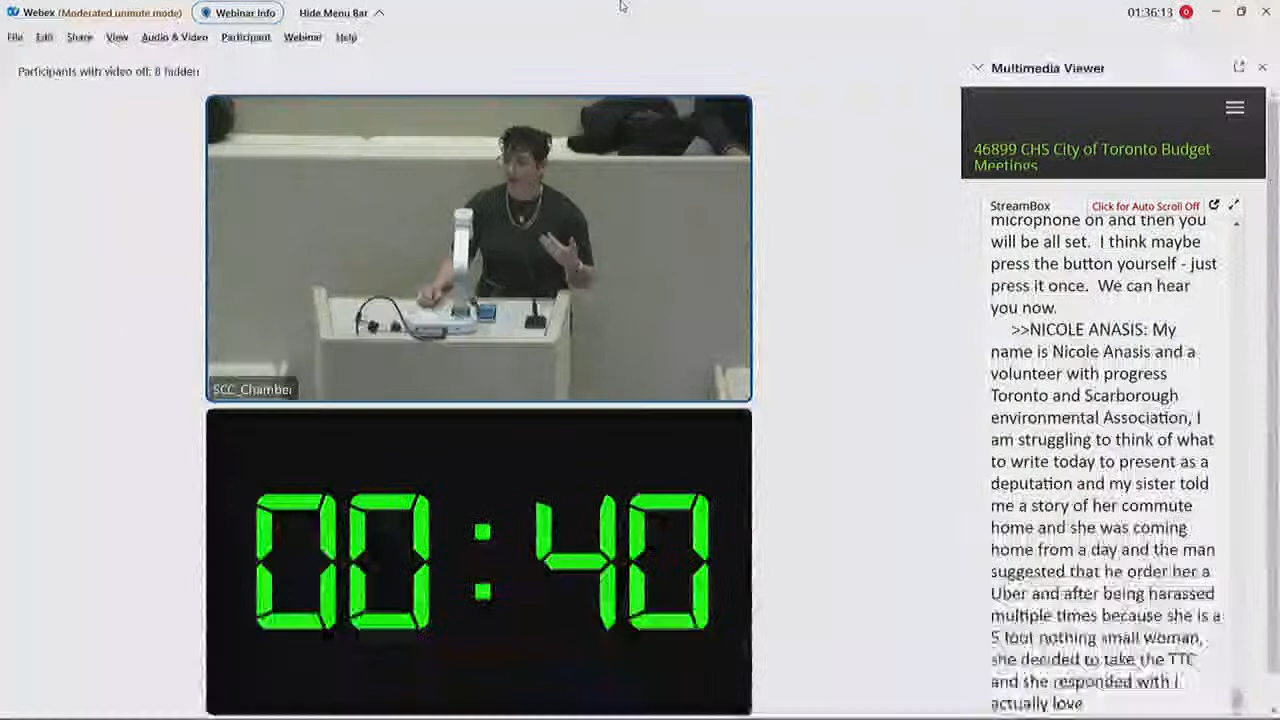 Webex (Moderated unmute mode)
Webinar Info
Hide Menu Bar
01:36:13
File Edit Share View Audio & Video Participant Webinar Help
Participants with video off: 8 hidden
Multimedia Viewer
46899 CHS City of Toronto Budget
Meetings
StreamBox
Click for Auto Scroll Off
microphone on and then you
will be all set. I think maybe
press the button yourself - just
press it once. We can hear
you now.
>>NICOLE ANASIS: My
name is Nicole Anasis and a
volunteer with progress
Toronto and Scarborough
environmental Association, I
am struggling to think of what
to write today to present as a
deputation and my sister told
me a story of her commute
home and she was coming
home from a day and the man
suggested that he order her a
Uber and after being harassed
multiple times because she is a
5 foot nothing small woman,
she decided to take the TTC
and she responded with I
actually love
SCC_Chamber
00:40